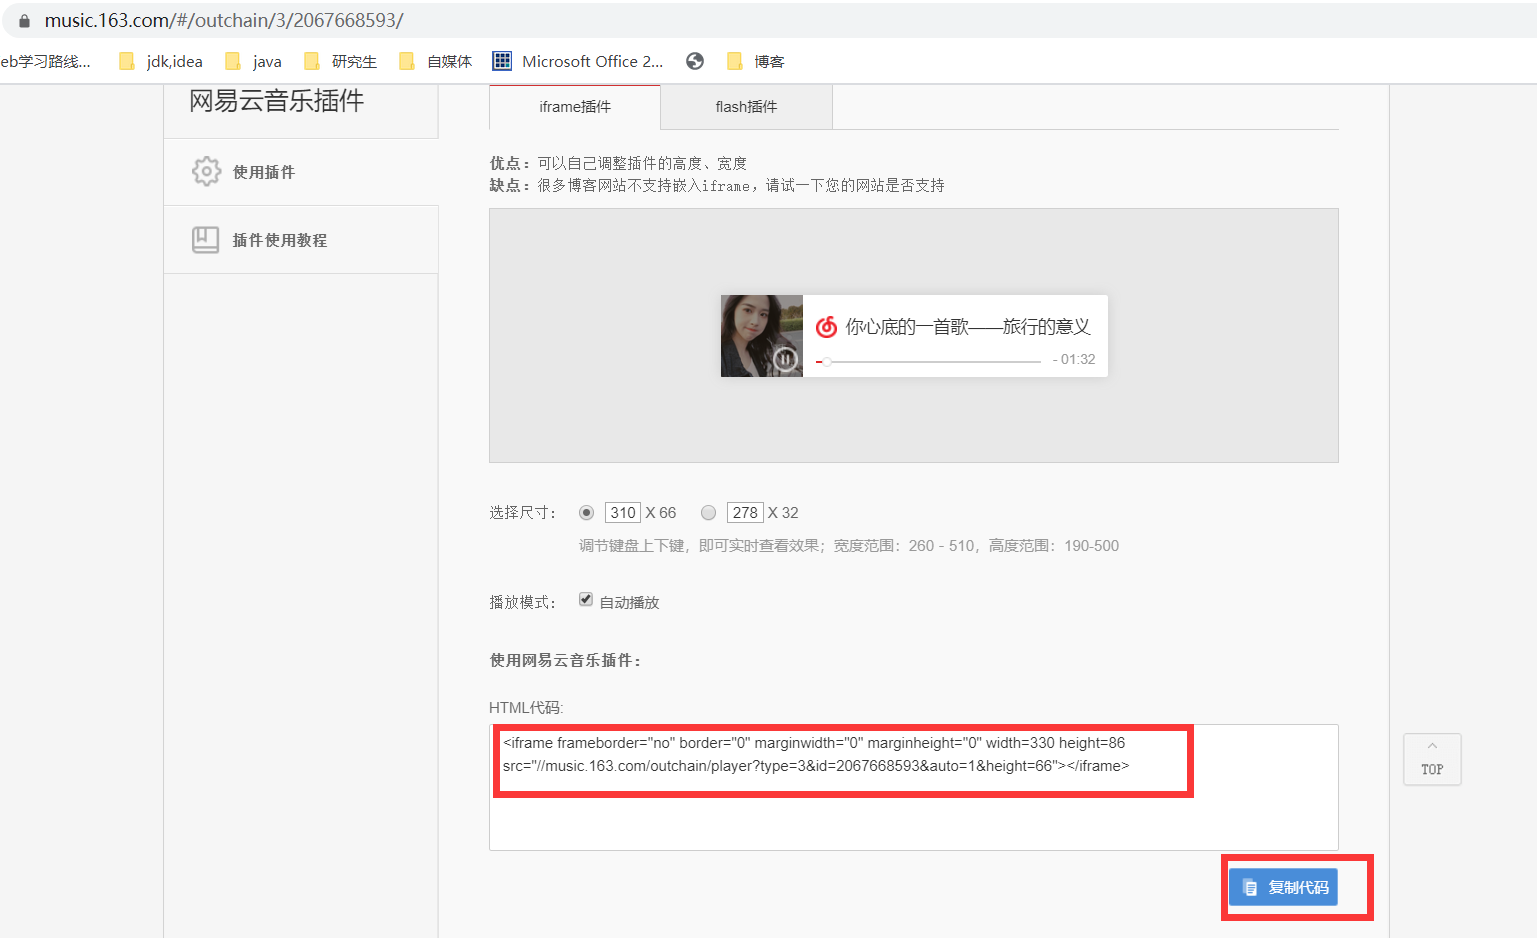 music.163.com/#/outchain/3/2067668593/
eb学习路线... jdk,idea java 研究生 自媒体 Microsoft Office 2... 博客
网易云音乐插件
使用插件
插件使用教程
iframe插件 flash插件
优点：可以自己调整插件的高度、宽度
缺点：很多博客网站不支持嵌入iframe，请试一下您的网站是否支持
你心底的一首歌——旅行的意义
- 01:32
选择尺寸： 310 X 66 278 X 32
调节键盘上下键，即可实时查看效果；宽度范围：260 - 510，高度范围：190-500
播放模式： 自动播放
使用网易云音乐插件：
HTML代码:
<iframe frameborder="no" border="0" marginwidth="0" marginheight="0" width=330 height=86
src="//music.163.com/outchain/player?type=3&id=2067668593&auto=1&height=66"></iframe>
TOP
复制代码